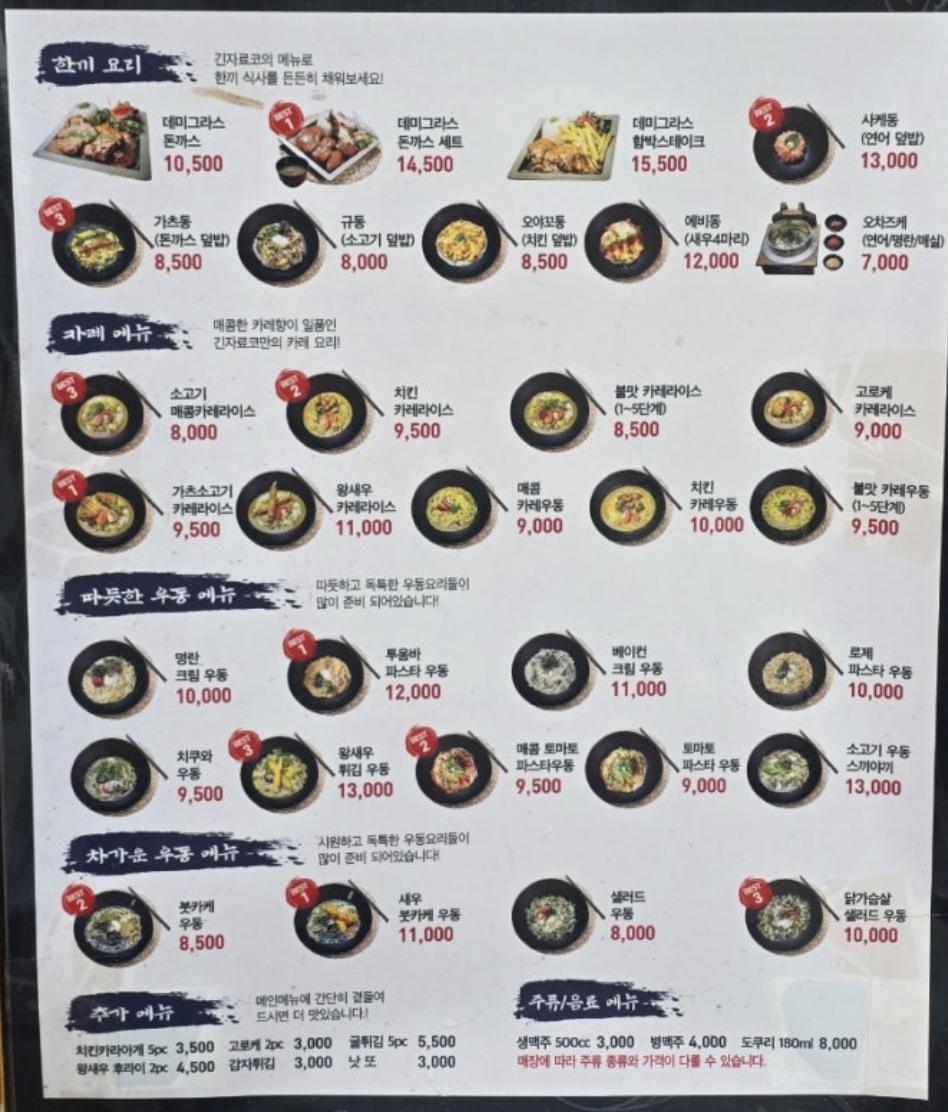 한끼 요리
긴자료코의 메뉴로
한끼 식사를 든든히 채워보세요!
데미그라스
돈까스
10,500
BEST
1
데미그라스
돈까스 세트
14,500
데미그라스
함박스테이크
15,500
BEST
2
사케동
(연어 덮밥)
13,000
BEST
3
가츠동
(돈까스 덮밥)
8,500
규동
(소고기 덮밥)
8,000
오야꼬동
(치킨 덮밥)
8,500
에비동
(새우4마리)
12,000
오차즈케
(연어/명란/매실)
7,000
카레 메뉴
매콤한 카레향이 일품인
긴자료코만의 카레 요리!
BEST
3
소고기
매콤카레라이스
8,000
BEST
2
치킨
카레라이스
9,500
불맛 카레라이스
(1~5단계)
8,500
고로케
카레라이스
9,000
BEST
1
가츠소고기
카레라이스
9,500
왕새우
카레라이스
11,000
매콤
카레우동
9,000
치킨
카레우동
10,000
불맛 카레우동
(1~5단계)
9,500
따듯한 우동 메뉴
따듯하고 독특한 우동요리들이
많이 준비 되어있습니다!
명란
크림 우동
10,000
BEST
1
투움바
파스타 우동
12,000
베이컨
크림 우동
11,000
로제
파스타 우동
10,000
치쿠와
우동
9,500
BEST
3
왕새우
튀김 우동
13,000
BEST
2
매콤 토마토
파스타우동
9,500
토마토
파스타 우동
9,000
소고기 우동
스끼야끼
13,000
차가운 우동 메뉴
시원하고 독특한 우동요리들이
많이 준비 되어있습니다!
BEST
2
붓카케
우동
8,500
BEST
1
새우
붓카케 우동
11,000
샐러드
우동
8,000
BEST
3
닭가슴살
샐러드 우동
10,000
추가 메뉴
메인메뉴에 간단히 곁들여
드시면 더 맛있습니다.!
치킨카라아게 5pc 3,500 고로케 2pc 3,000 굴튀김 5pc 5,500
왕새우 후라이 2pc 4,500 감자튀김 3,000 낫 또 3,000
주류/음료 메뉴
생맥주 500cc 3,000 병맥주 4,000 도쿠리 180ml 8,000
매장에 따라 주류 종류와 가격이 다를 수 있습니다.